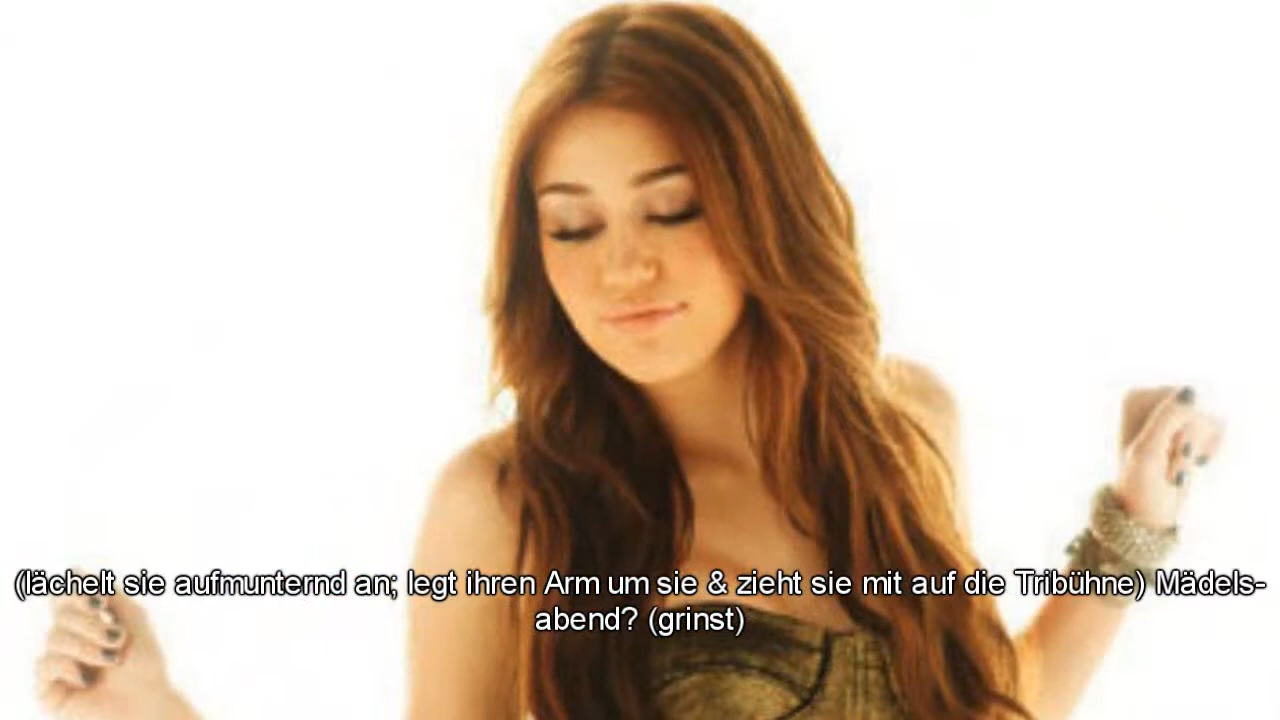 (lächelt sie aufmunternd an; legt ihren Arm um sie & zieht sie mit auf die Tribühne) Mädels-
abend? (grinst)